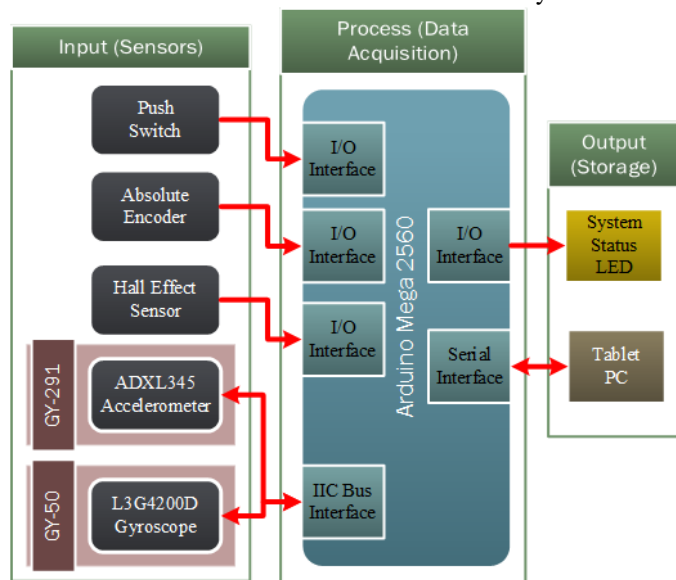 Input (Sensors)
Push
Switch
Absolute
Encoder
Hall Effect
Sensor
GY-291
ADXL345
Accelerometer
GY-50
L3G4200D
Gyroscope
Process (Data
Acquisition)
I/O
Interface
I/O
Interface
I/O
Interface
IIC Bus
Interface
Arduino Mega 2560
I/O
Interface
Serial
Interface
Output
(Storage)
System
Status
LED
Tablet
PC